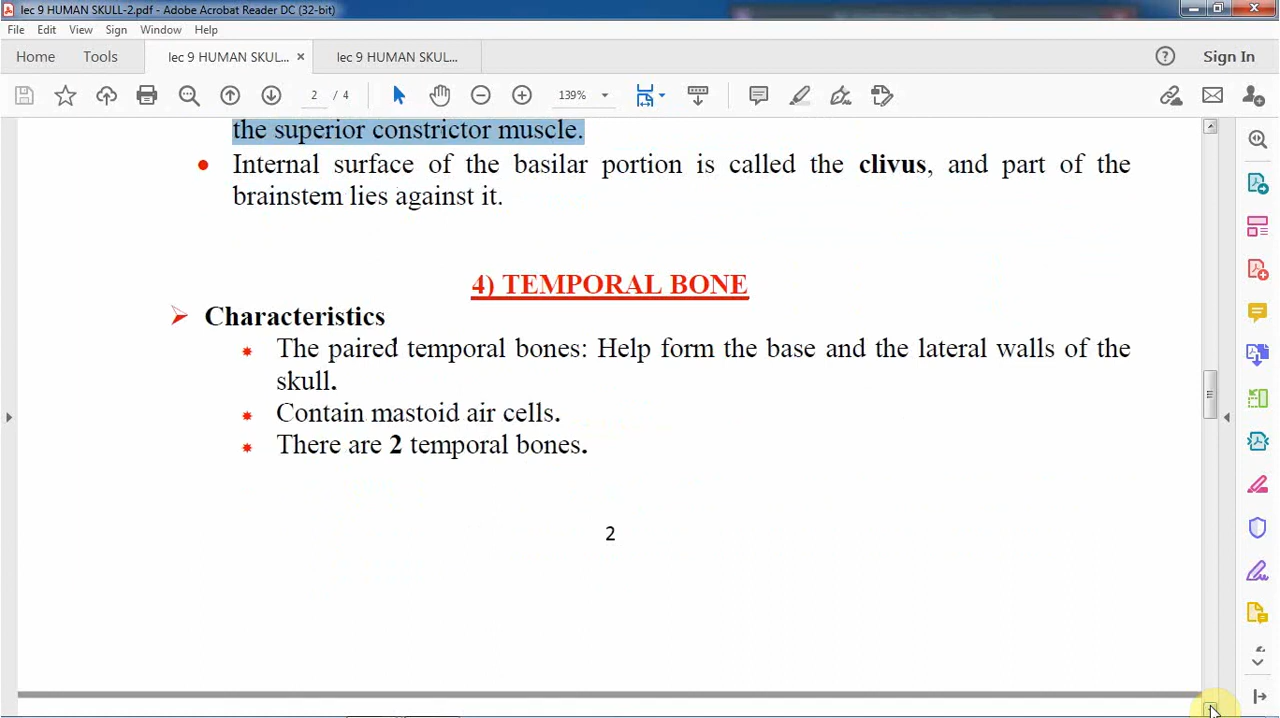 lec 9 HUMAN SKULL-2.pdf - Adobe Acrobat Reader DC (32-bit)
File Edit View Sign Window Help
Home Tools lec 9 HUMAN SKUL... × lec 9 HUMAN SKUL... Sign In
2 / 4 139%
the superior constrictor muscle.
Internal surface of the basilar portion is called the clivus, and part of the
brainstem lies against it.
4) TEMPORAL BONE
Characteristics
The paired temporal bones: Help form the base and the lateral walls of the
skull.
Contain mastoid air cells.
There are 2 temporal bones.
2